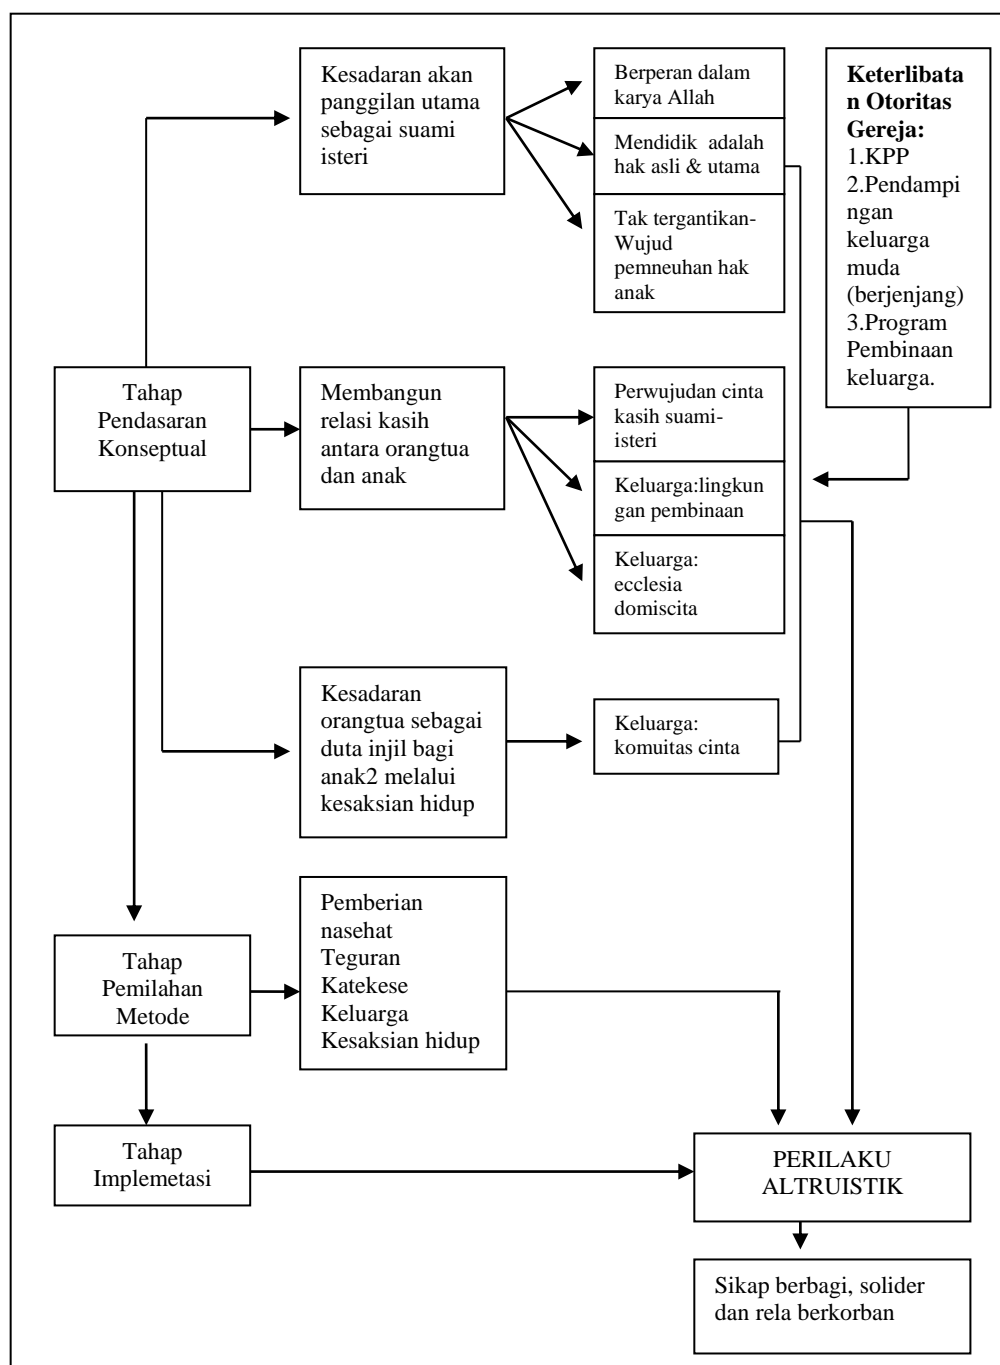 Kesadaran akan
panggilan utama
sebagai suami
isteri
Berperan dalam
karya Allah
Mendidik adalah
hak asli & utama
Tak tergantikan-
Wujud
pemneuhan hak
anak
Keterlibata
n Otoritas
Gereja:
1.KPP
2.Pendampi
ngan
keluarga
muda
(berjenjang)
3.Program
Pembinaan
keluarga.
Tahap
Pendasaran
Konseptual
Membangun
relasi kasih
antara orangtua
dan anak
Perwujudan cinta
kasih suami-
isteri
Keluarga:lingkun
gan pembinaan
Keluarga:
ecclesia
domiscita
Kesadaran
orangtua sebagai
duta injil bagi
anak2 melalui
kesaksian hidup
Keluarga:
komuitas cinta
Tahap
Pemilahan
Metode
Pemberian
nasehat
Teguran
Katekese
Keluarga
Kesaksian hidup
Tahap
Implemetasi
PERILAKU
ALTRUISTIK
Sikap berbagi, solider
dan rela berkorban